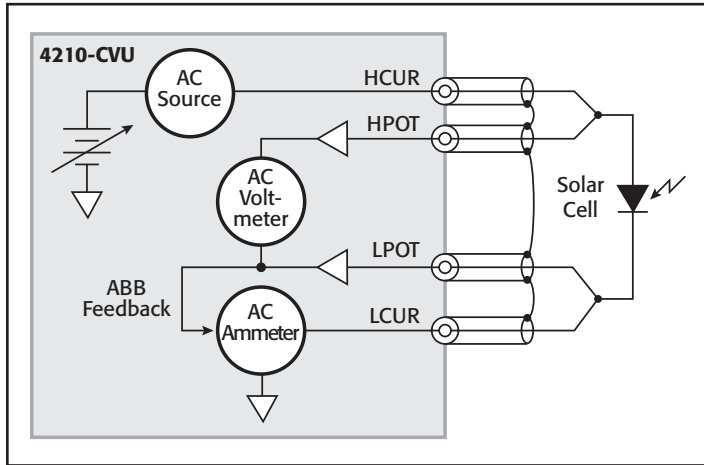 4210-CVU
AC
Source
HCUR
HPOT
AC
Volt-
meter
Solar
Cell
LPOT
ABB
Feedback
AC
Ammeter
LCUR